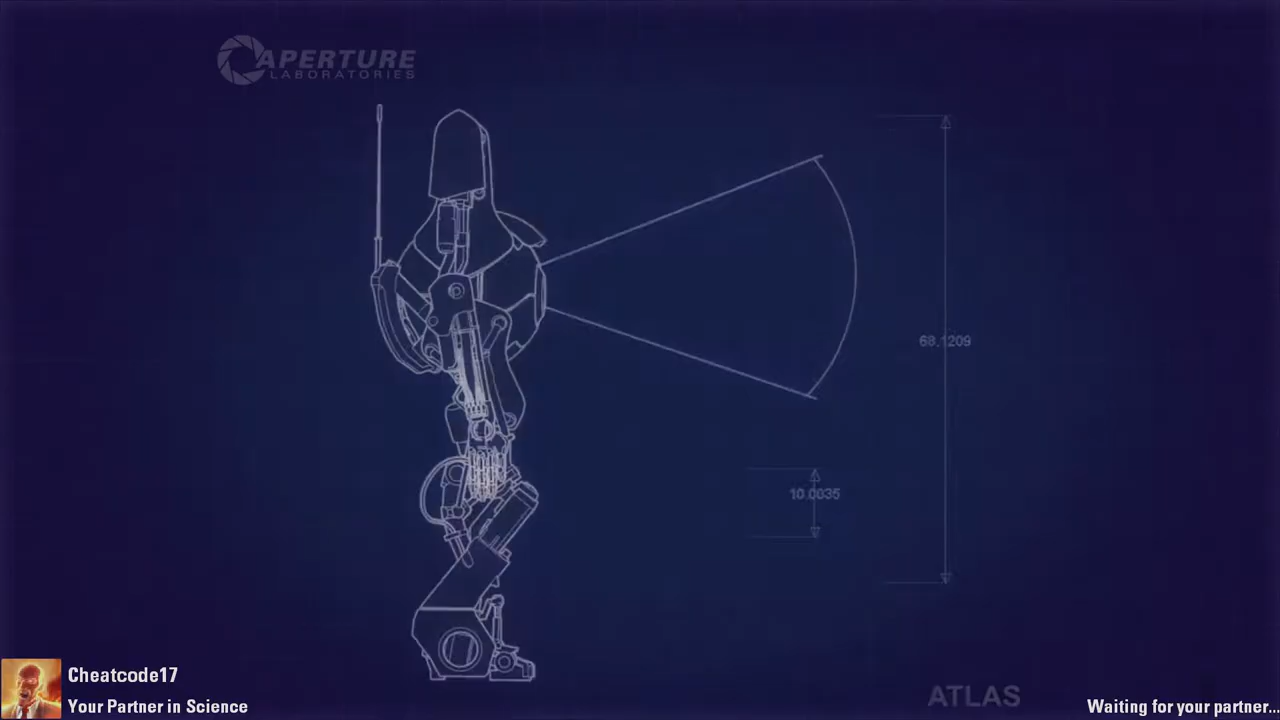 APERTURE
LABORATORIES
68.1209
10.0035
Cheatcode17
Your Partner in Science
ATLAS
Waiting for your partner...